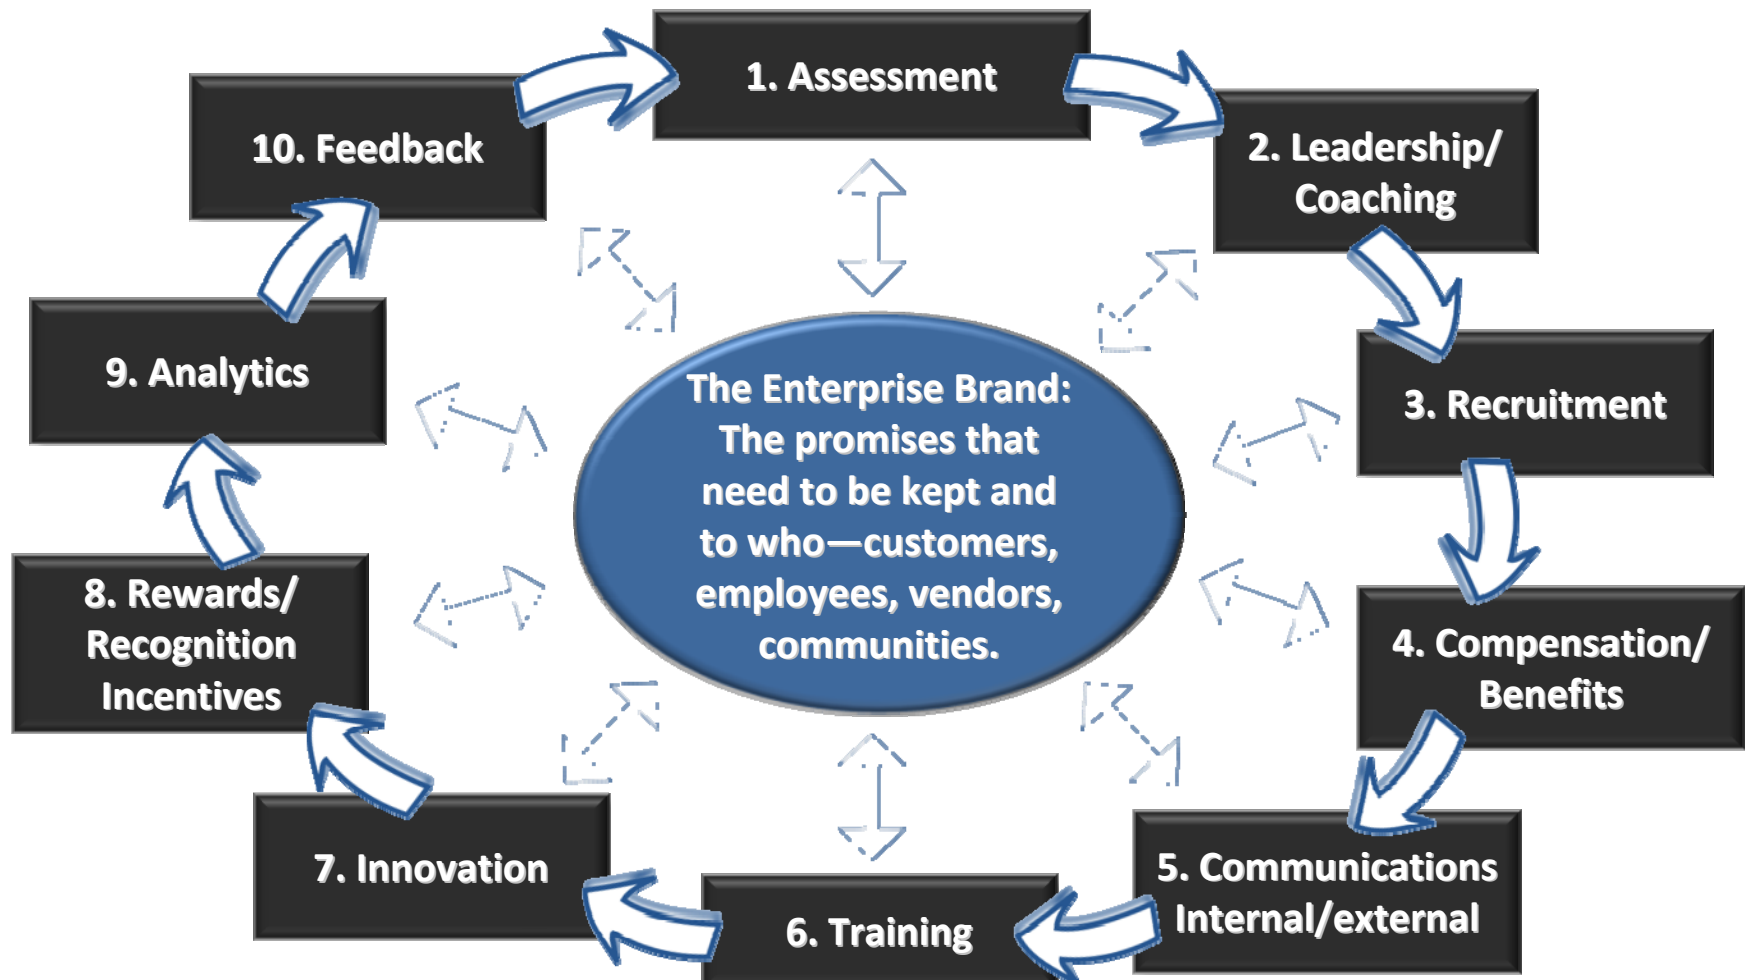 1. Assessment
2. Leadership/
Coaching
3. Recruitment
4. Compensation/
Benefits
5. Communications
Internal/external
6. Training
7. Innovation
8. Rewards/
Recognition
Incentives
9. Analytics
10. Feedback
The Enterprise Brand:
The promises that
need to be kept and
to who—customers,
employees, vendors,
communities.